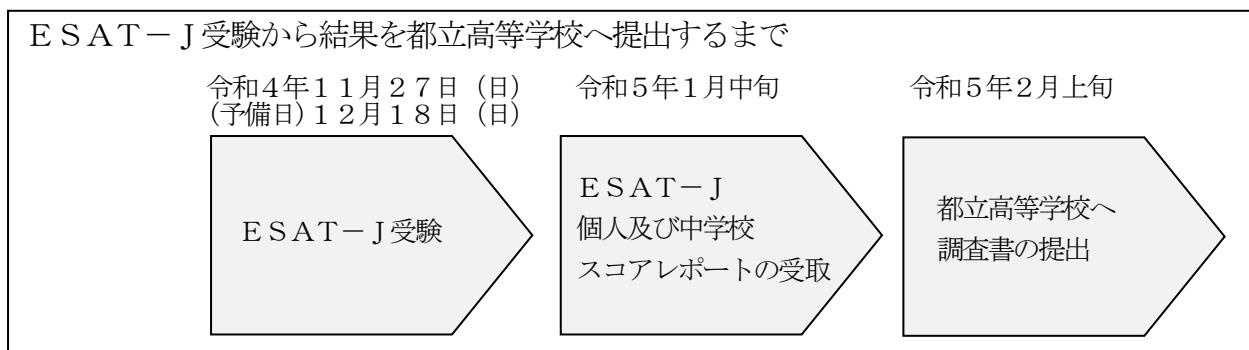 ESAT-J受験から結果を都立高等学校へ提出するまで
令和4年11月27日（日）
(予備日)12月18日（日）
令和5年1月中旬
令和5年2月上旬
ESAT-J受験
ESAT-J
個人及び中学校
スコアレポートの受取
都立高等学校へ
調査書の提出